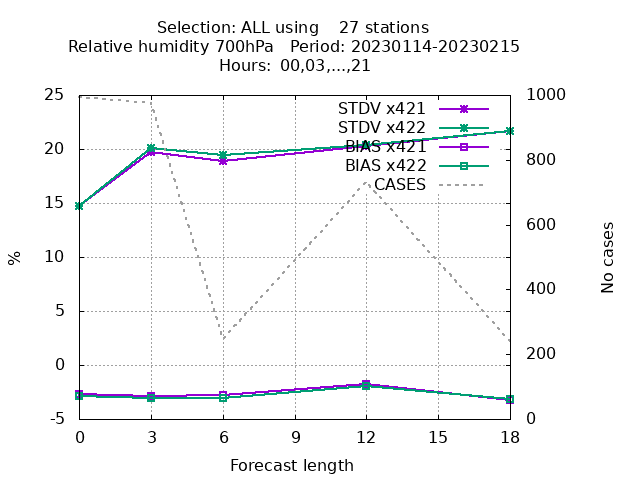 Selection: ALL using    27 stations
Relative humidity 700hPa   Period: 20230114-20230215
Hours: 00,03,...,21
STDV x421
STDV x422
BIAS x421
BIAS x422
CASES
25
20
15
10
5
0
-5
%
1000
800
600
400
200
0
No cases
0 3 6 9 12 15 18
Forecast length